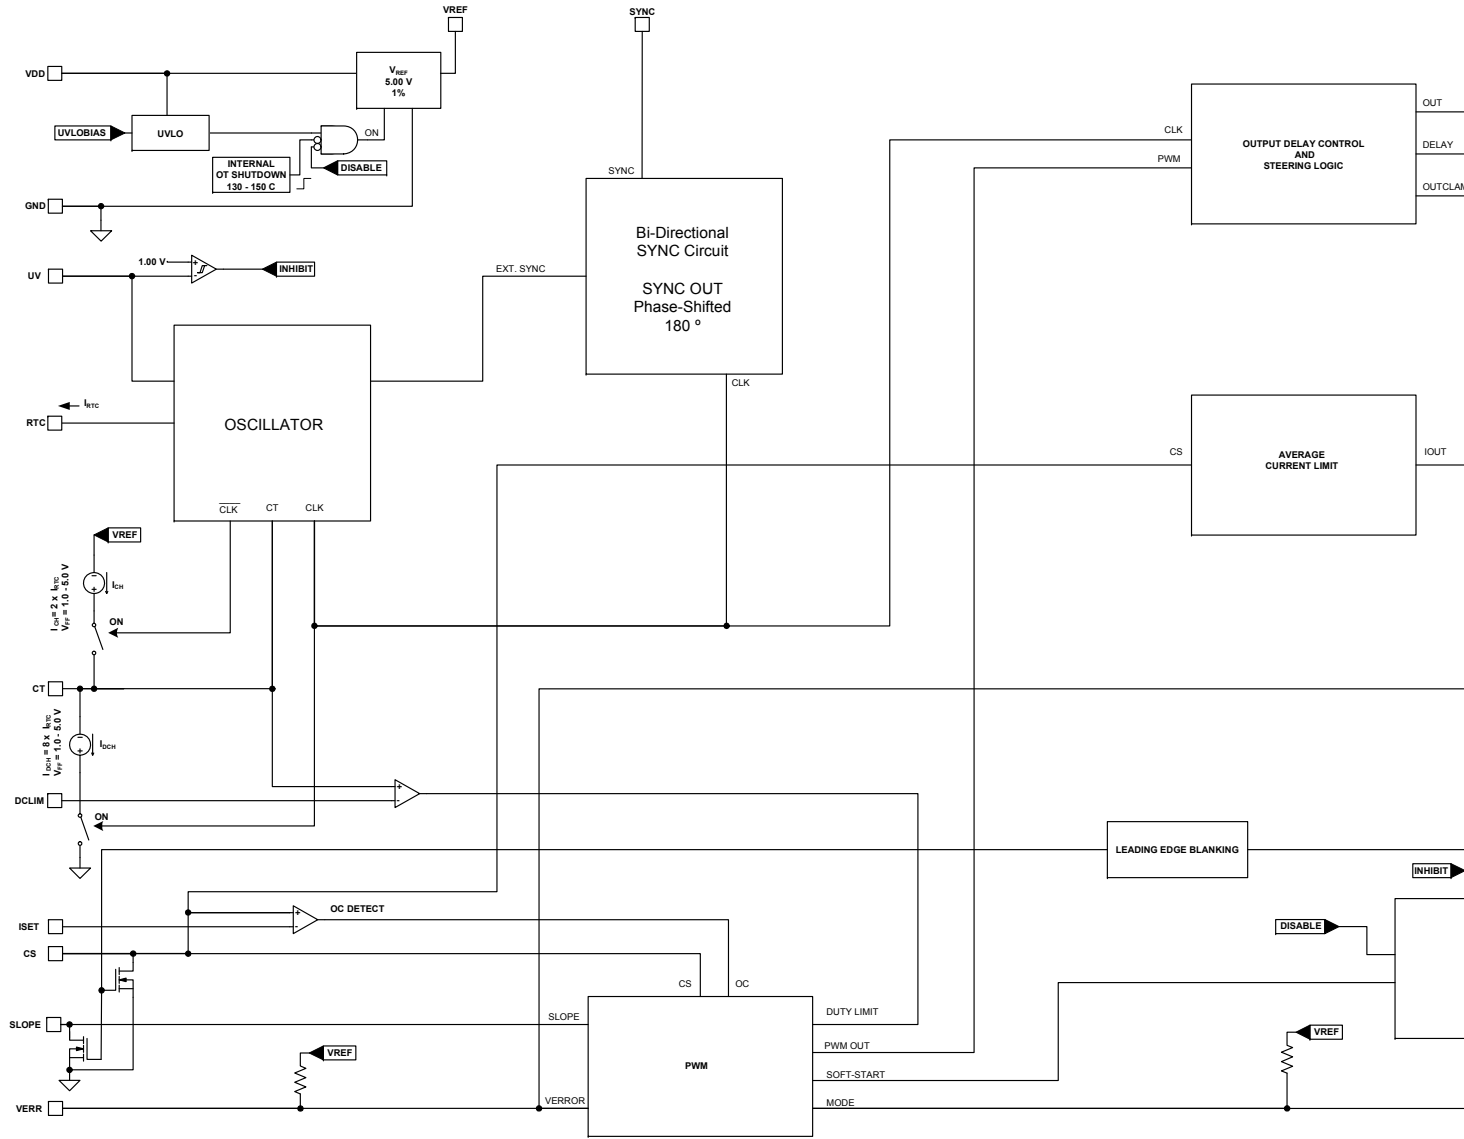 VREF
SYNC
VDD
VREF
5.00 V
1%
UVLOBIAS
UVLO
ON
INTERNAL
OT SHUTDOWN
130 - 150 C
DISABLE
GND
OUT
CLK
OUTPUT DELAY CONTROL
AND
STEERING LOGIC
DELAY
PWM
OUTCLAM
SYNC
Bi-Directional
SYNC Circuit
SYNC OUT
Phase-Shifted
180 º
1.00 V
+
-
INHIBIT
UV
EXT. SYNC
CLK
IRTC
RTC
OSCILLATOR
CLK
CT
CLK
CS
AVERAGE
CURRENT LIMIT
IOUT
VREF
I CH = 2 x IRTC
VFF = 1.0 - 5.0 V
-
+
ICH
ON
CT
I DCH = 8 x IRTC
VFF = 1.0 - 5.0 V
-
+
IDCH
DCLIM
+
-
ON
LEADING EDGE BLANKING
INHIBIT
OC DETECT
+
-
ISET
DISABLE
CS
CS
OC
SLOPE
SLOPE
DUTY LIMIT
VREF
PWM OUT
VREF
PWM
SOFT-START
VERR
VERROR
MODE